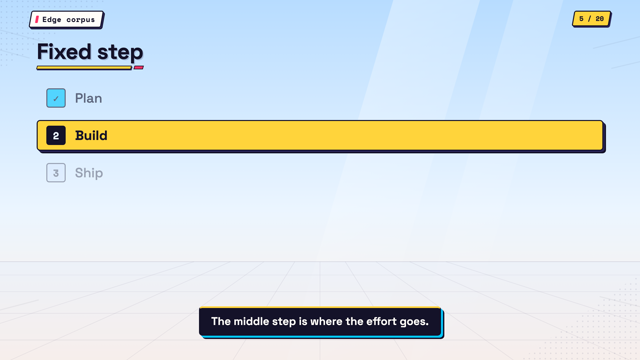 Edge corpus
5 / 20
Fixed step
✓ Plan
2 Build
3 Ship
The middle step is where the effort goes.